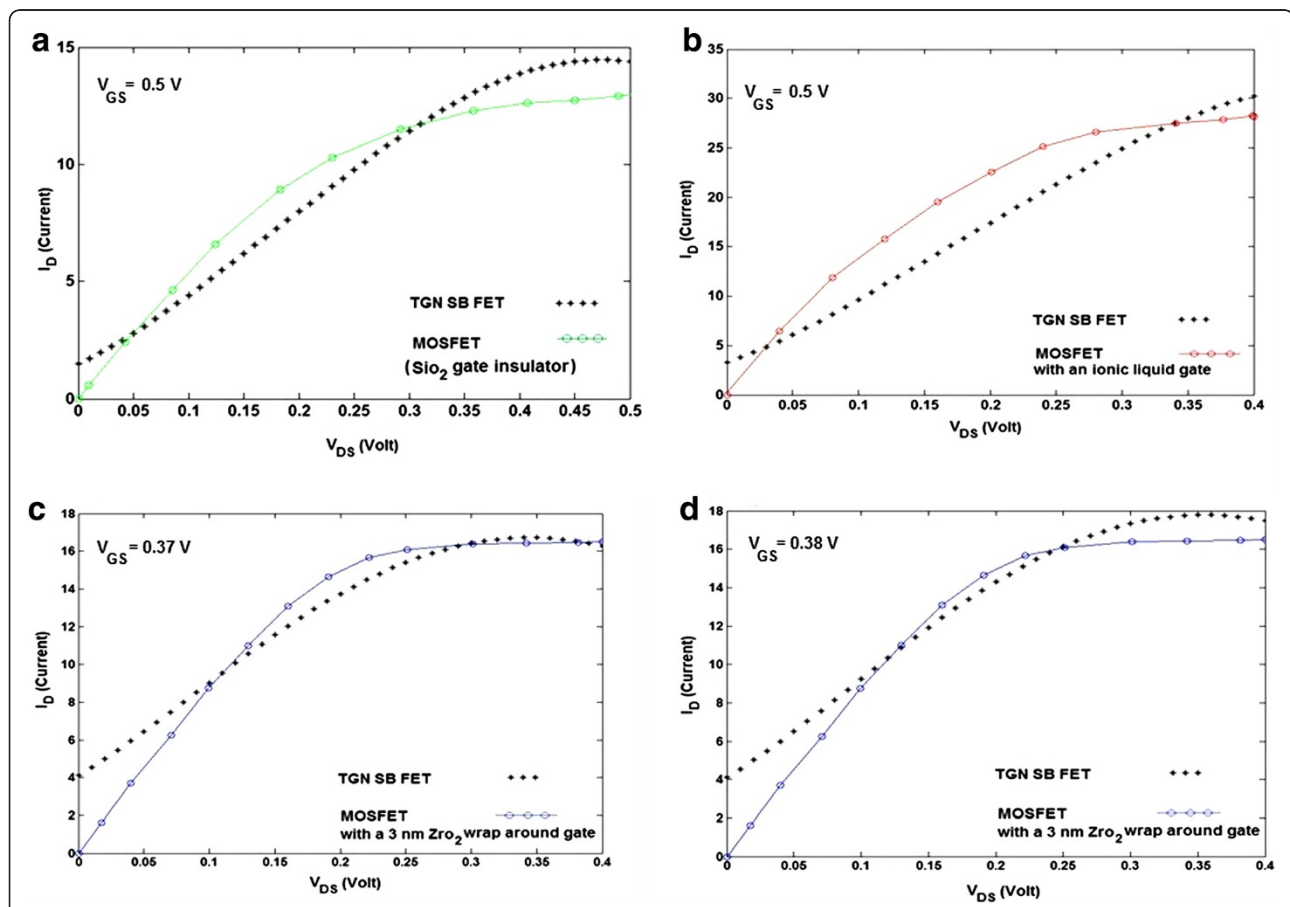 a
V_GS = 0.5 V
15
10
5
0
I_D (Current)
TGN SB FET
MOSFET
(Sio2 gate insulator)
0 0.05 0.1 0.15 0.2 0.25 0.3 0.35 0.4 0.45 0.5
V_DS (Volt)
b
V_GS = 0.5 V
35
30
25
20
15
10
5
0
I_D (Current)
TGN SB FET
MOSFET
with an ionic liquid gate
0 0.05 0.1 0.15 0.2 0.25 0.3 0.35 0.4
V_DS (Volt)
c
V_GS = 0.37 V
18
16
14
12
10
8
6
4
2
0
I_D (Current)
TGN SB FET
MOSFET
with a 3 nm Zro2 wrap around gate
0 0.05 0.1 0.15 0.2 0.25 0.3 0.35 0.4
V_DS (Volt)
d
V_GS = 0.38 V
18
16
14
12
10
8
6
4
2
0
I_D (Current)
TGN SB FET
MOSFET
with a 3 nm Zro2 wrap around gate
0 0.05 0.1 0.15 0.2 0.25 0.3 0.35 0.4
V_DS (Volt)